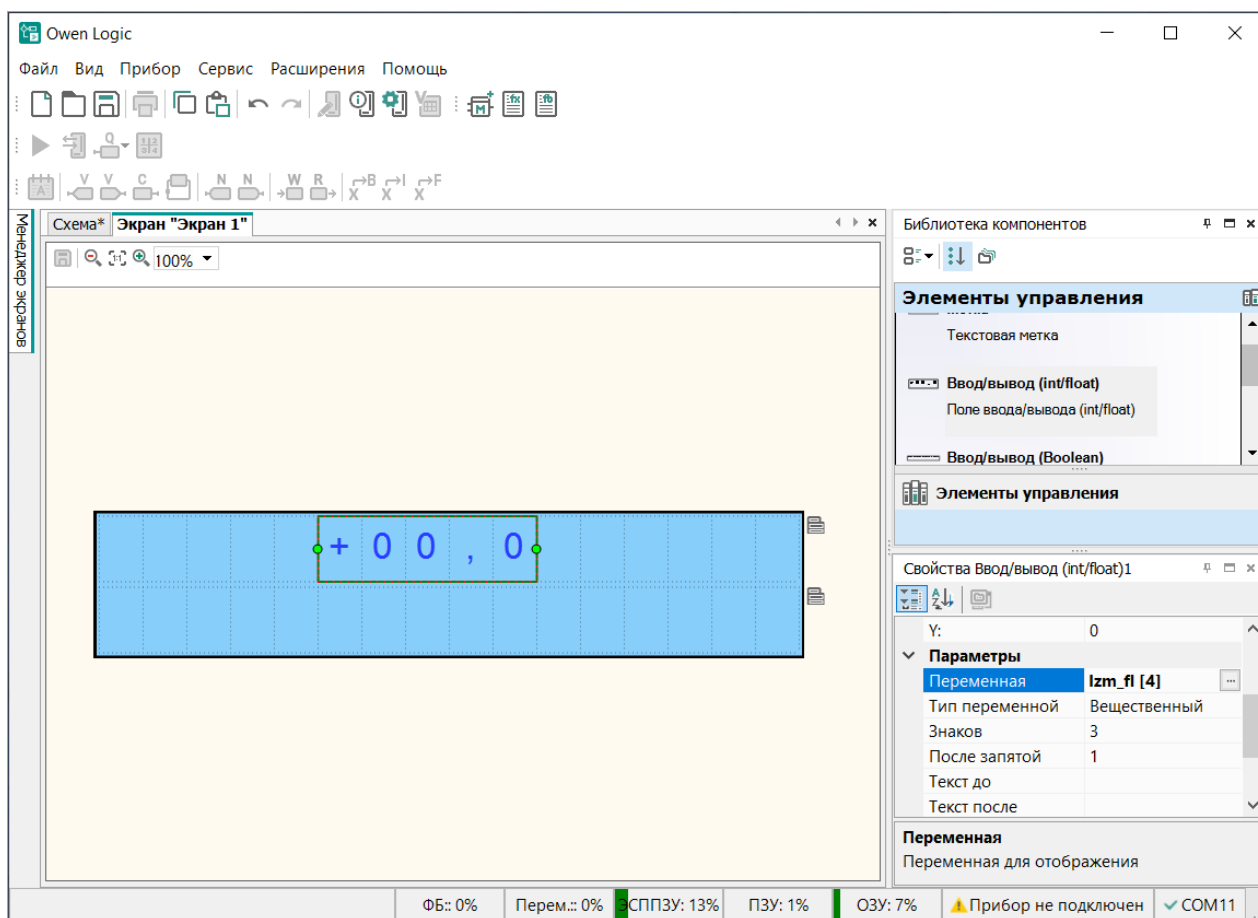 Owen Logic
Файл Вид Прибор Сервис Расширения Помощь
Менеджер экранов
Схема* Экран "Экран 1"
100%
+ 0 0 , 0
Библиотека компонентов
Элементы управления
Текстовая метка
Ввод/вывод (int/float)
Поле ввода/вывода (int/float)
Ввод/вывод (Boolean)
Элементы управления
Свойства Ввод/вывод (int/float)1
Y: 0
Параметры
Переменная Izm_fl [4]
Тип переменной Вещественный
Знаков 3
После запятой 1
Текст до
Текст после
Переменная
Переменная для отображения
ФБ:: 0% Перем.:: 0% ЭСППЗУ: 13% ПЗУ: 1% ОЗУ: 7% Прибор не подключен COM11